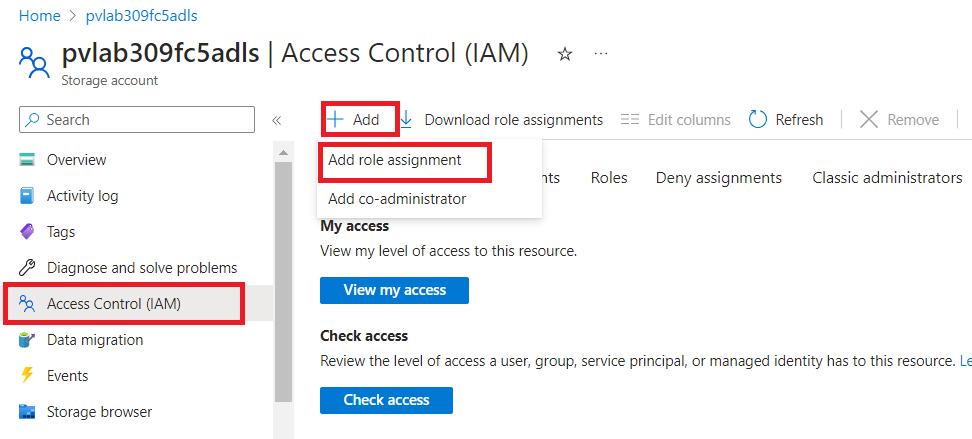 Home > pvlab309fc5adls
pvlab309fc5adls | Access Control (IAM)
Storage account
Search
Add
Download role assignments
Edit columns
Refresh
Remove
Add role assignment
Add co-administrator
Roles
Deny assignments
Classic administrators
Overview
Activity log
Tags
Diagnose and solve problems
Access Control (IAM)
Data migration
Events
Storage browser
My access
View my level of access to this resource.
View my access
Check access
Review the level of access a user, group, service principal, or managed identity has to this resource.
Check access